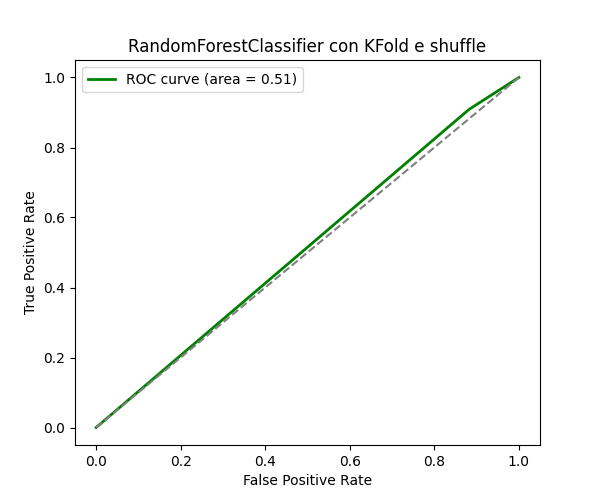 RandomForestClassifier con KFold e shuffle
ROC curve (area = 0.51)
True Positive Rate
1.0
0.8
0.6
0.4
0.2
0.0
0.0 0.2 0.4 0.6 0.8 1.0
False Positive Rate